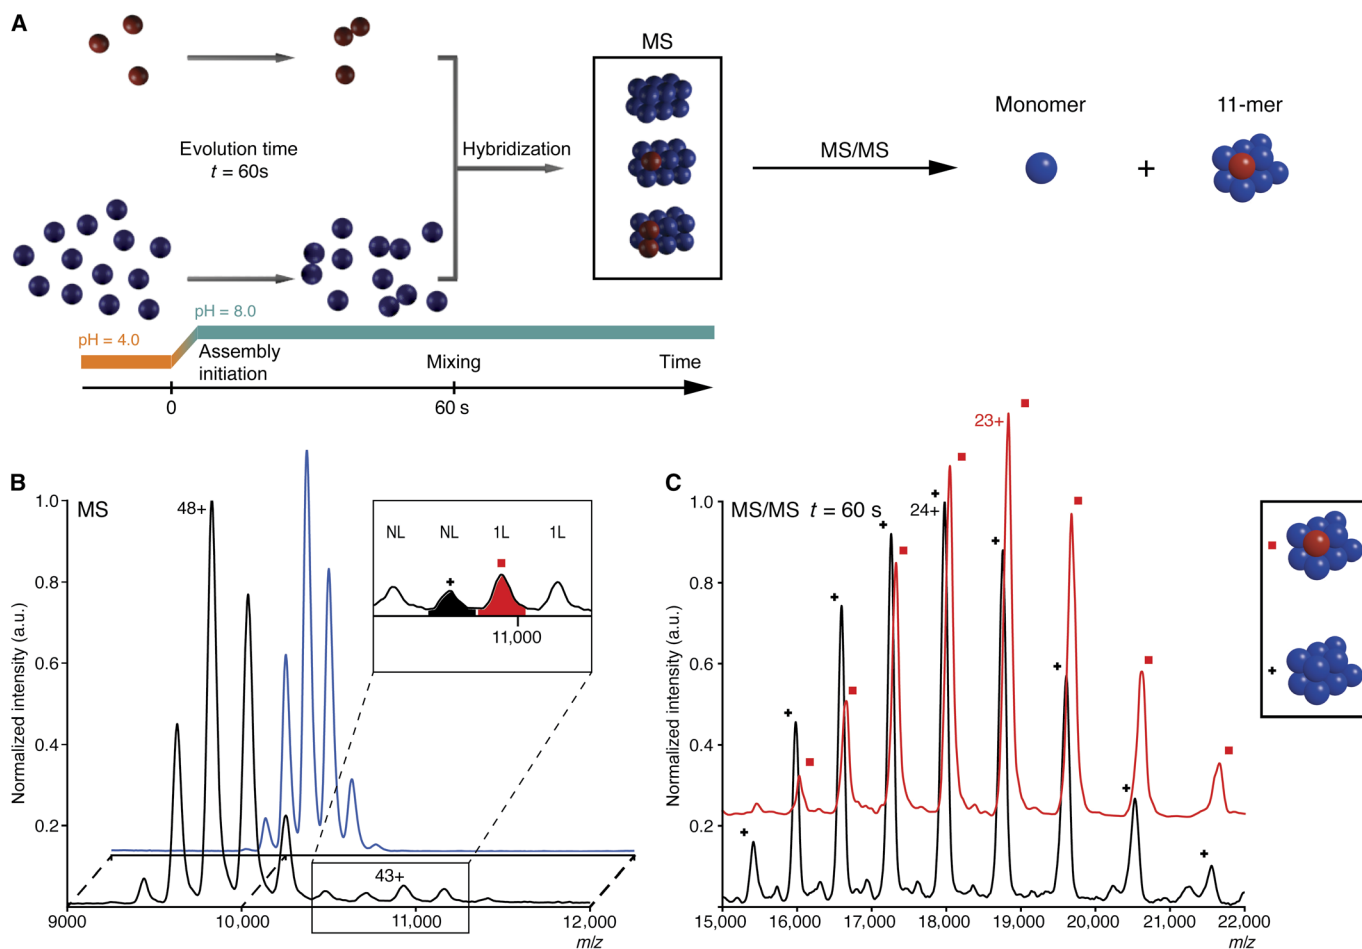 A
MS
Monomer
11-mer
Evolution time
t = 60s
Hybridization
MS/MS
+
pH = 8.0
pH = 4.0
Assembly
initiation
Mixing
Time
0
60 s
B
MS
Normalized intensity (a.u.)
1.0
0.8
0.6
0.4
0.2
48+
NL
NL
1L
1L
11,000
43+
9000
10,000
11,000
12,000
m/z
C
MS/MS t = 60 s
Normalized intensity (a.u.)
1.0
0.8
0.6
0.4
0.2
23+
24+
15,000
16,000
17,000
18,000
19,000
20,000
21,000
22,000
m/z